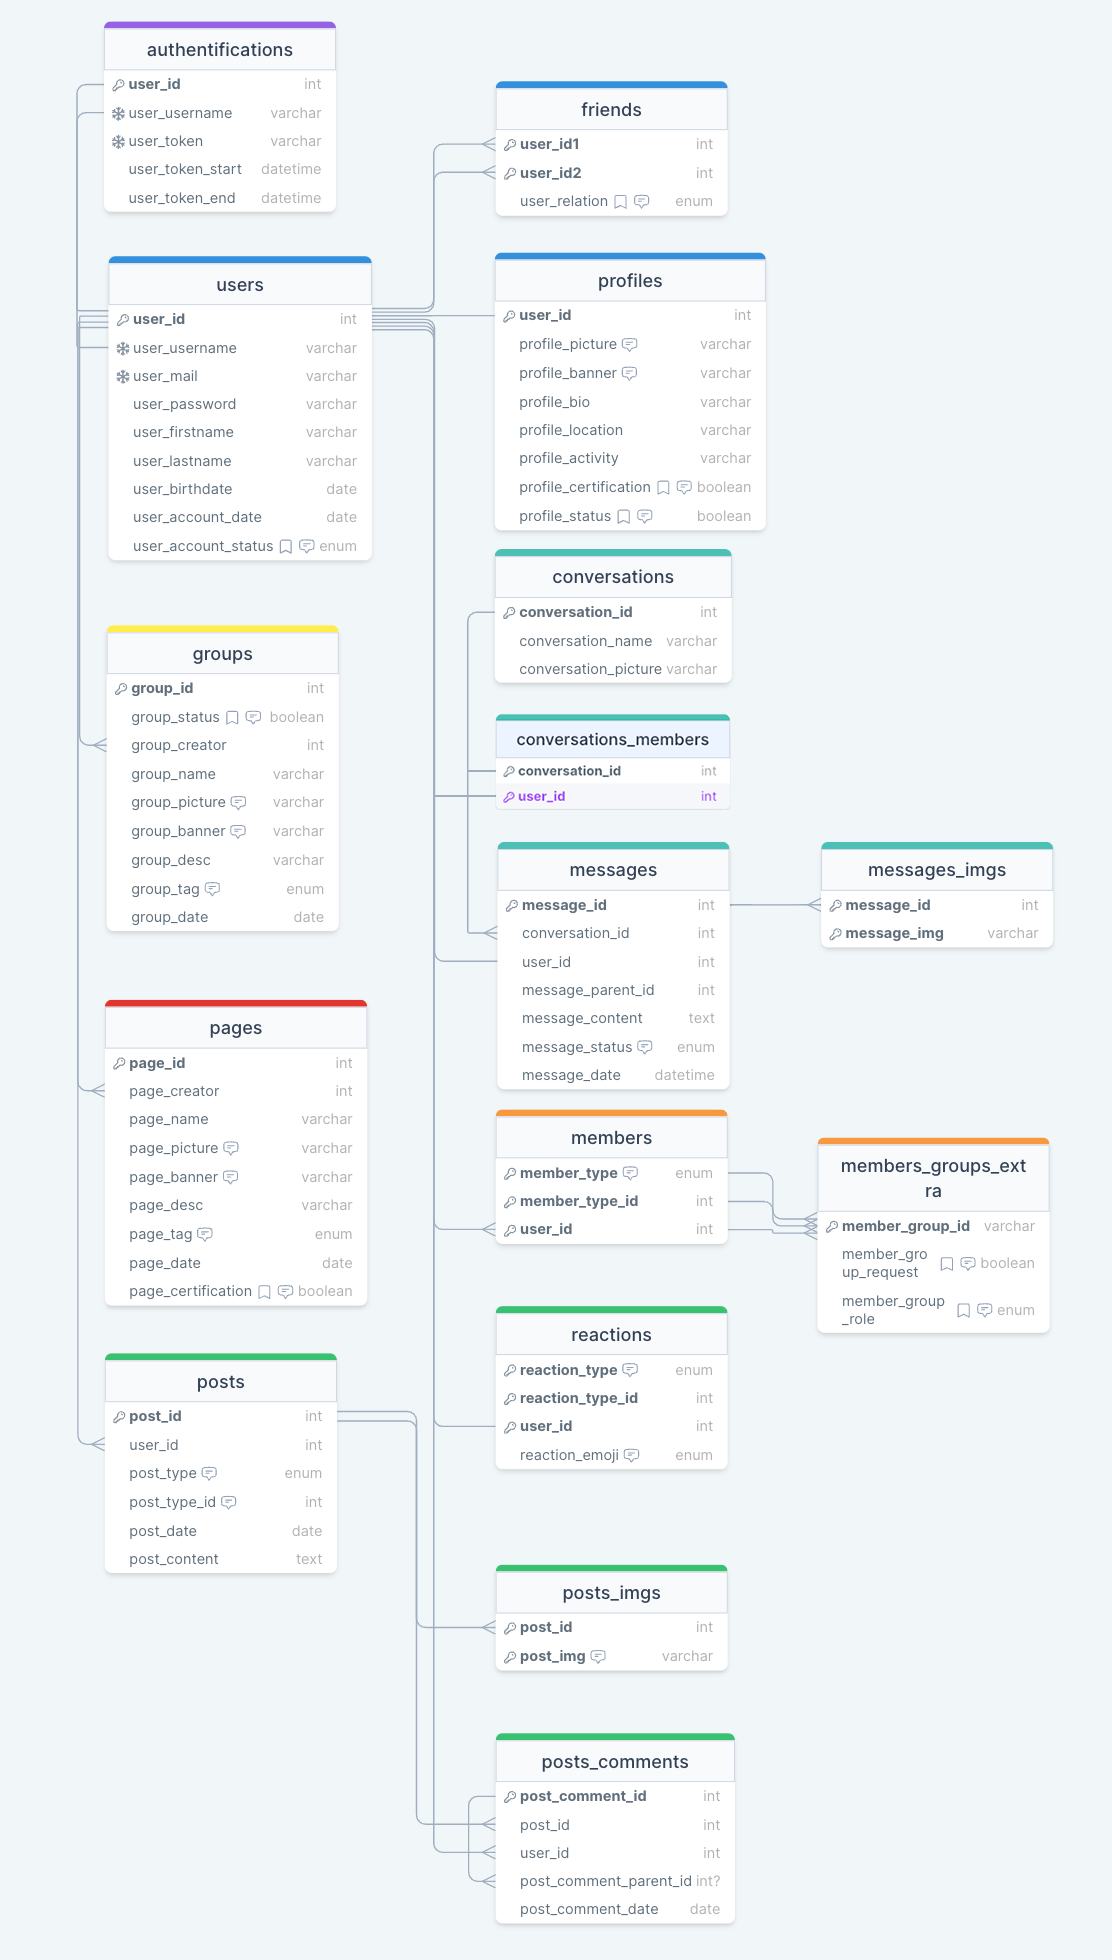 authentifications
user_id int
user_username varchar
user_token varchar
user_token_start datetime
user_token_end datetime
users
user_id int
user_username varchar
user_mail varchar
user_password varchar
user_firstname varchar
user_lastname varchar
user_birthdate date
user_account_date date
user_account_status enum
groups
group_id int
group_status boolean
group_creator int
group_name varchar
group_picture varchar
group_banner varchar
group_desc varchar
group_tag enum
group_date date
pages
page_id int
page_creator int
page_name varchar
page_picture varchar
page_banner varchar
page_desc varchar
page_tag enum
page_date date
page_certification boolean
posts
post_id int
user_id int
post_type enum
post_type_id int
post_date date
post_content text
friends
user_id1 int
user_id2 int
user_relation enum
profiles
user_id int
profile_picture varchar
profile_banner varchar
profile_bio varchar
profile_location varchar
profile_activity varchar
profile_certification boolean
profile_status boolean
conversations
conversation_id int
conversation_name varchar
conversation_picture varchar
conversations_members
conversation_id int
user_id int
messages
message_id int
conversation_id int
user_id int
message_parent_id int
message_content text
message_status enum
message_date datetime
messages_imgs
message_id int
message_img varchar
members
member_type enum
member_type_id int
user_id int
members_groups_ext
ra
member_group_id varchar
member_gro
up_request boolean
member_group
_role enum
reactions
reaction_type enum
reaction_type_id int
user_id int
reaction_emoji enum
posts_imgs
post_id int
post_img varchar
posts_comments
post_comment_id int
post_id int
user_id int
post_comment_parent_id int?
post_comment_date date